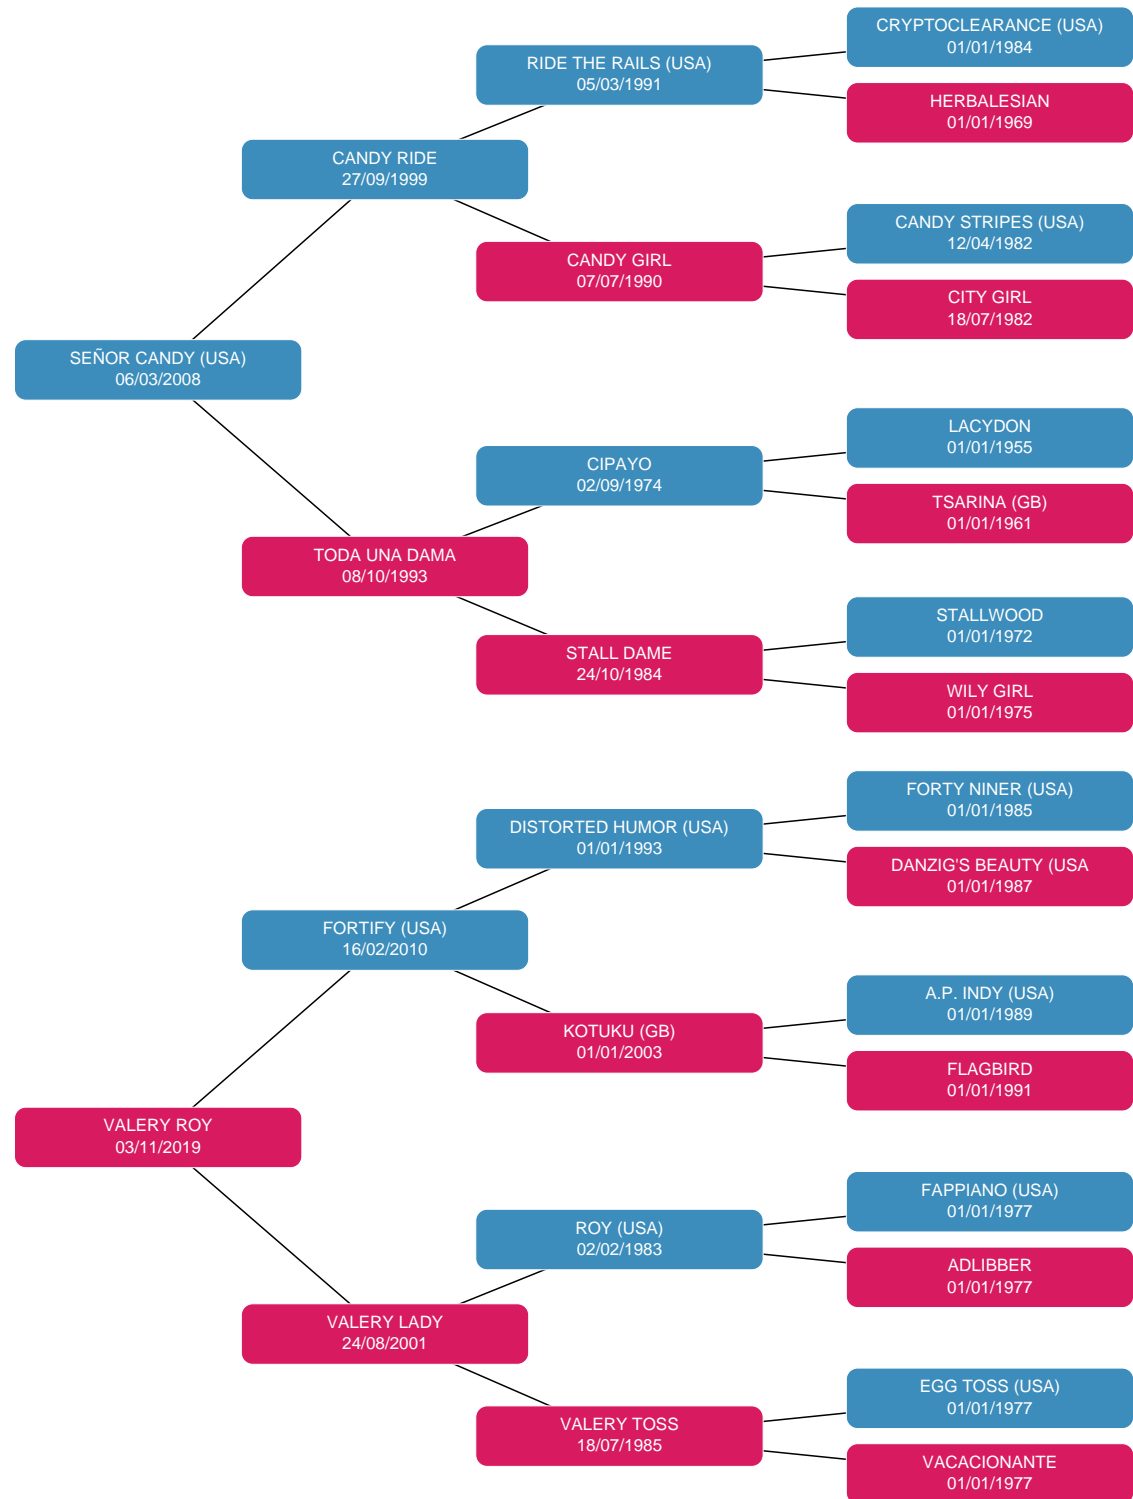 CRYPTOCLEARANCE (USA)
01/01/1984
RIDE THE RAILS (USA)
05/03/1991
HERBALESIAN
01/01/1969
CANDY RIDE
27/09/1999
CANDY STRIPES (USA)
12/04/1982
CANDY GIRL
07/07/1990
CITY GIRL
18/07/1982
SEÑOR CANDY (USA)
06/03/2008
LACYDON
01/01/1955
CIPAYO
02/09/1974
TSARINA (GB)
01/01/1961
TODA UNA DAMA
08/10/1993
STALLWOOD
01/01/1972
STALL DAME
24/10/1984
WILY GIRL
01/01/1975
FORTY NINER (USA)
01/01/1985
DISTORTED HUMOR (USA)
01/01/1993
DANZIG'S BEAUTY (USA
01/01/1987
FORTIFY (USA)
16/02/2010
A.P. INDY (USA)
01/01/1989
KOTUKU (GB)
01/01/2003
FLAGBIRD
01/01/1991
VALERY ROY
03/11/2019
FAPPIANO (USA)
01/01/1977
ROY (USA)
02/02/1983
ADLIBBER
01/01/1977
VALERY LADY
24/08/2001
EGG TOSS (USA)
01/01/1977
VALERY TOSS
18/07/1985
VACACIONANTE
01/01/1977